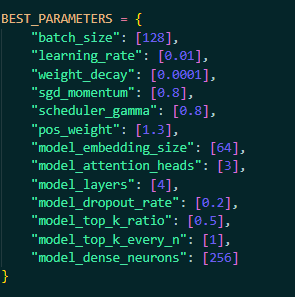 BEST_PARAMETERS = {
    "batch_size": [128],
    "learning_rate": [0.01],
    "weight_decay": [0.0001],
    "sgd_momentum": [0.8],
    "scheduler_gamma": [0.8],
    "pos_weight": [1.3],
    "model_embedding_size": [64],
    "model_attention_heads": [3],
    "model_layers": [4],
    "model_dropout_rate": [0.2],
    "model_top_k_ratio": [0.5],
    "model_top_k_every_n": [1],
    "model_dense_neurons": [256]
}